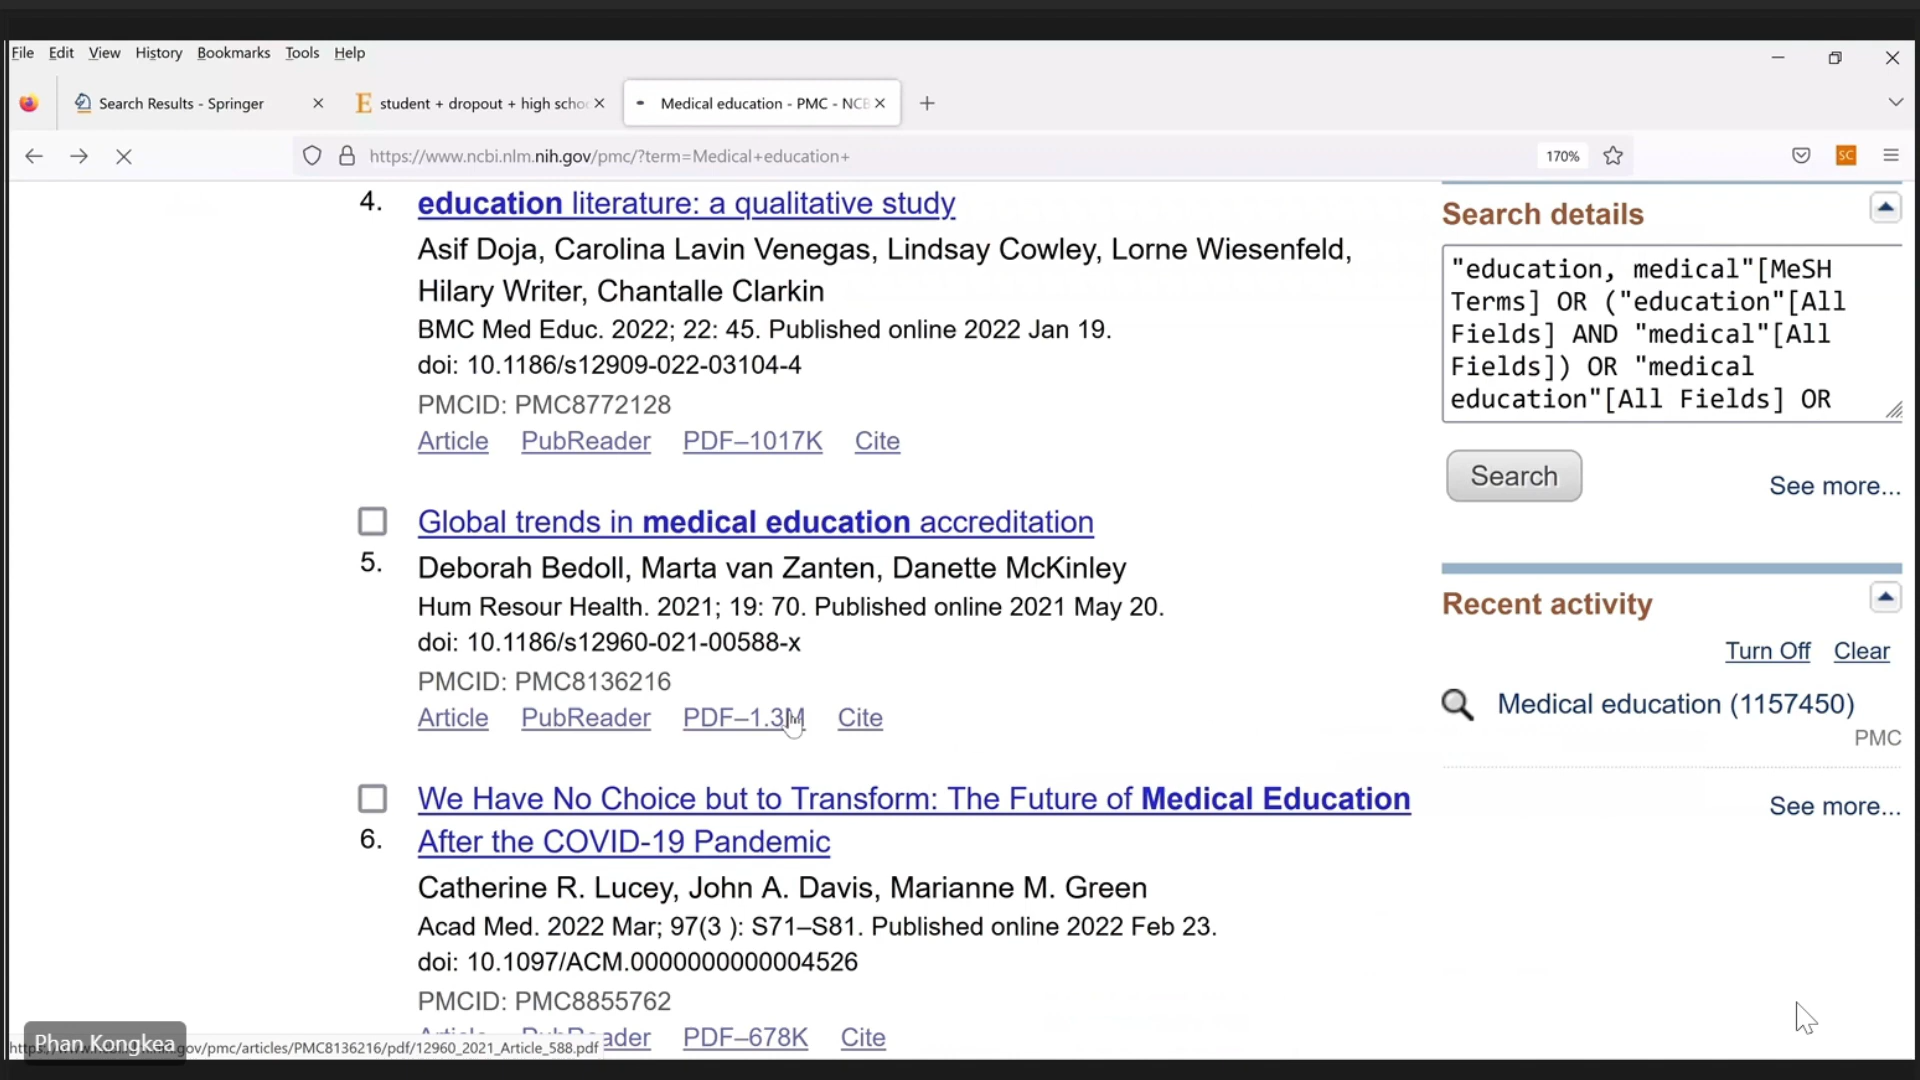 File Edit View History Bookmarks Tools Help
Search Results - Springer
student + dropout + high scho
Medical education - PMC - NCB
https://www.ncbi.nlm.nih.gov/pmc/?term=Medical+education+
170%
SC
4. education literature: a qualitative study
Asif Doja, Carolina Lavin Venegas, Lindsay Cowley, Lorne Wiesenfeld,
Hilary Writer, Chantalle Clarkin
BMC Med Educ. 2022; 22: 45. Published online 2022 Jan 19.
doi: 10.1186/s12909-022-03104-4
PMCID: PMC8772128
Article PubReader PDF–1017K Cite
Global trends in medical education accreditation
5. Deborah Bedoll, Marta van Zanten, Danette McKinley
Hum Resour Health. 2021; 19: 70. Published online 2021 May 20.
doi: 10.1186/s12960-021-00588-x
PMCID: PMC8136216
Article PubReader PDF–1.3M Cite
We Have No Choice but to Transform: The Future of Medical Education
6. After the COVID-19 Pandemic
Catherine R. Lucey, John A. Davis, Marianne M. Green
Acad Med. 2022 Mar; 97(3 ): S71–S81. Published online 2022 Feb 23.
doi: 10.1097/ACM.0000000000004526
PMCID: PMC8855762
PDF–678K Cite
Search details
"education, medical"[MeSH
Terms] OR ("education"[All
Fields] AND "medical"[All
Fields]) OR "medical
education"[All Fields] OR
Search
See more...
Recent activity
Turn Off Clear
Medical education (1157450)
PMC
See more...
Phan Kongkea
gov/pmc/articles/PMC8136216/pdf/12960_2021_Article_588.pdf